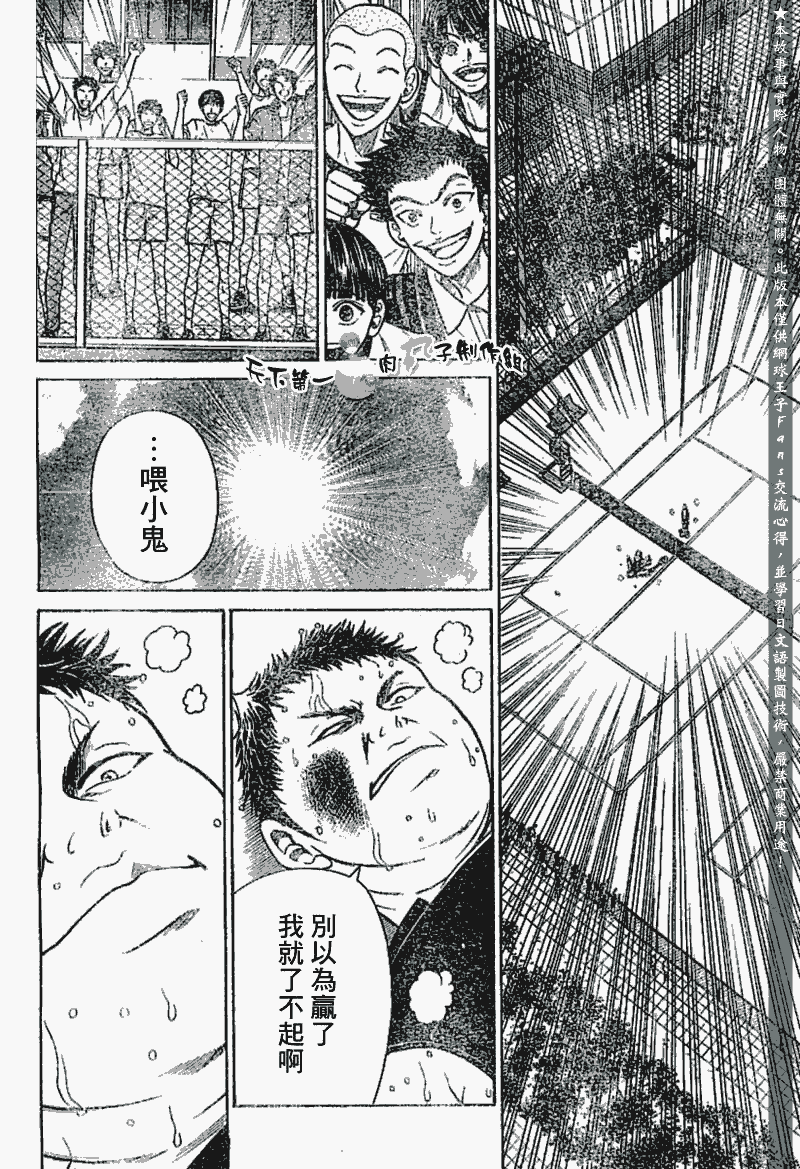 ★本故事與實際人物、團體無關。此版本僅供網球王子Fans交流心得，並學習日文語製圖技術，嚴禁商業用途！
天下第一
肉丸子制作組
…喂小鬼
別以為贏了
我就了不起啊